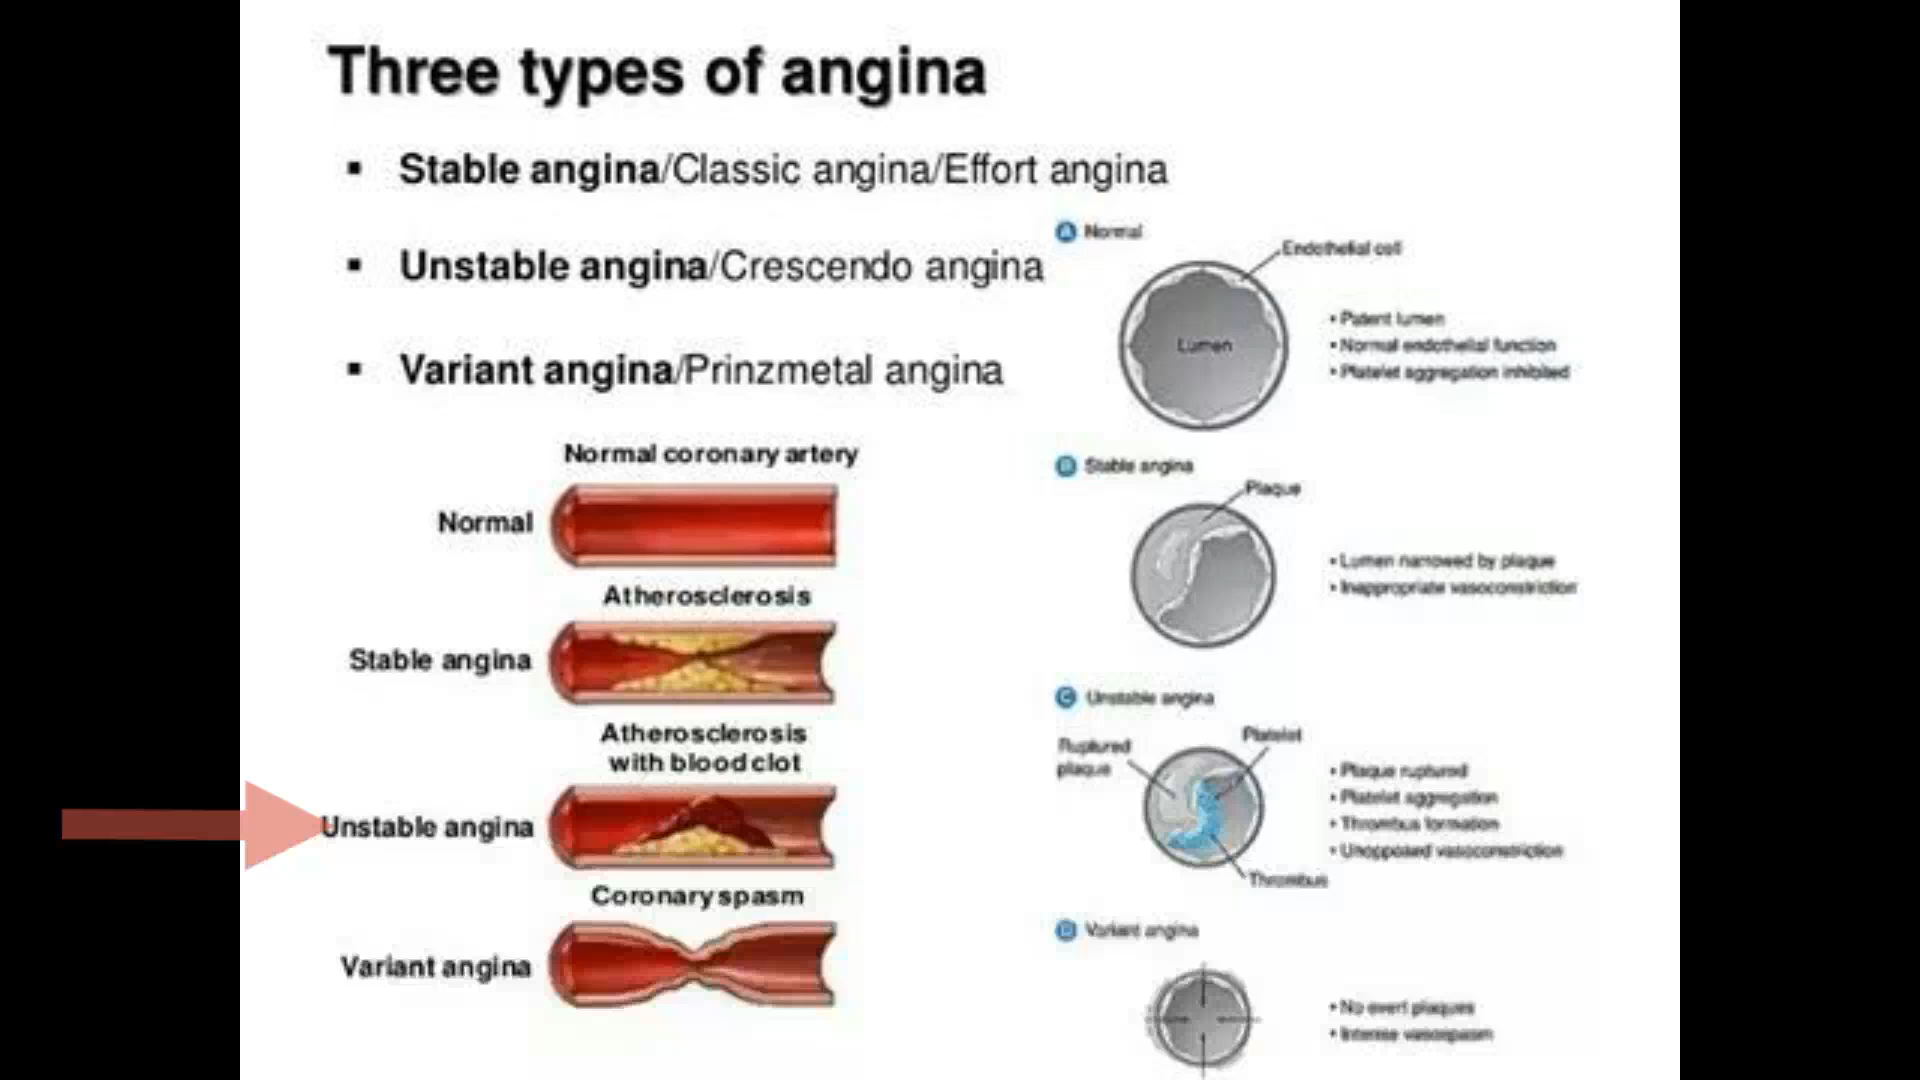 Three types of angina
▪ Stable angina/Classic angina/Effort angina
▪ Unstable angina/Crescendo angina
▪ Variant angina/Prinzmetal angina
Normal coronary artery
Normal
Atherosclerosis
Stable angina
Atherosclerosis
with blood clot
Unstable angina
Coronary spasm
Variant angina
A Normal
Endothelial cell
Lumen
• Patent lumen
• Normal endothelial function
• Platelet aggregation inhibited
B Stable angina
Plaque
• Lumen narrowed by plaque
• Inappropriate vasoconstriction
C Unstable angina
Ruptured
plaque
Platelet
Thrombus
• Plaque ruptured
• Platelet aggregation
• Thrombus formation
• Unopposed vasoconstriction
D Variant angina
• No overt plaques
• Intense vasospasm